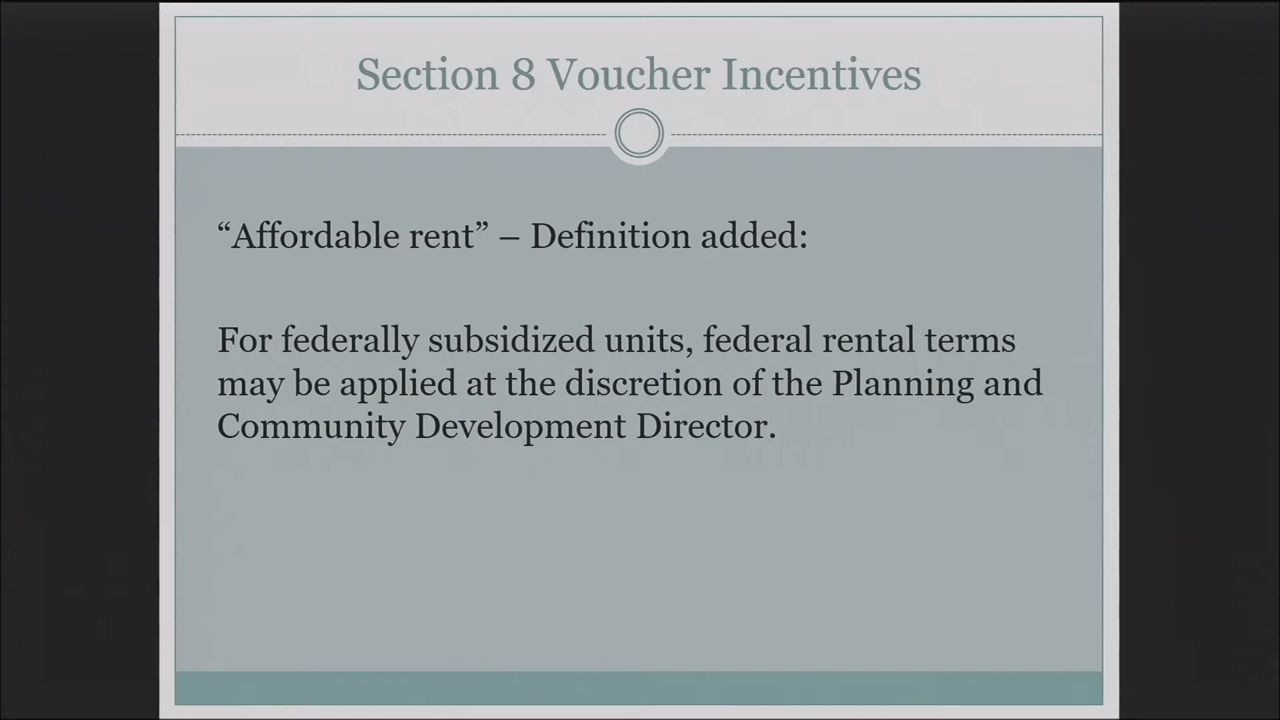 Section 8 Voucher Incentives
“Affordable rent” – Definition added:
For federally subsidized units, federal rental terms
may be applied at the discretion of the Planning and
Community Development Director.